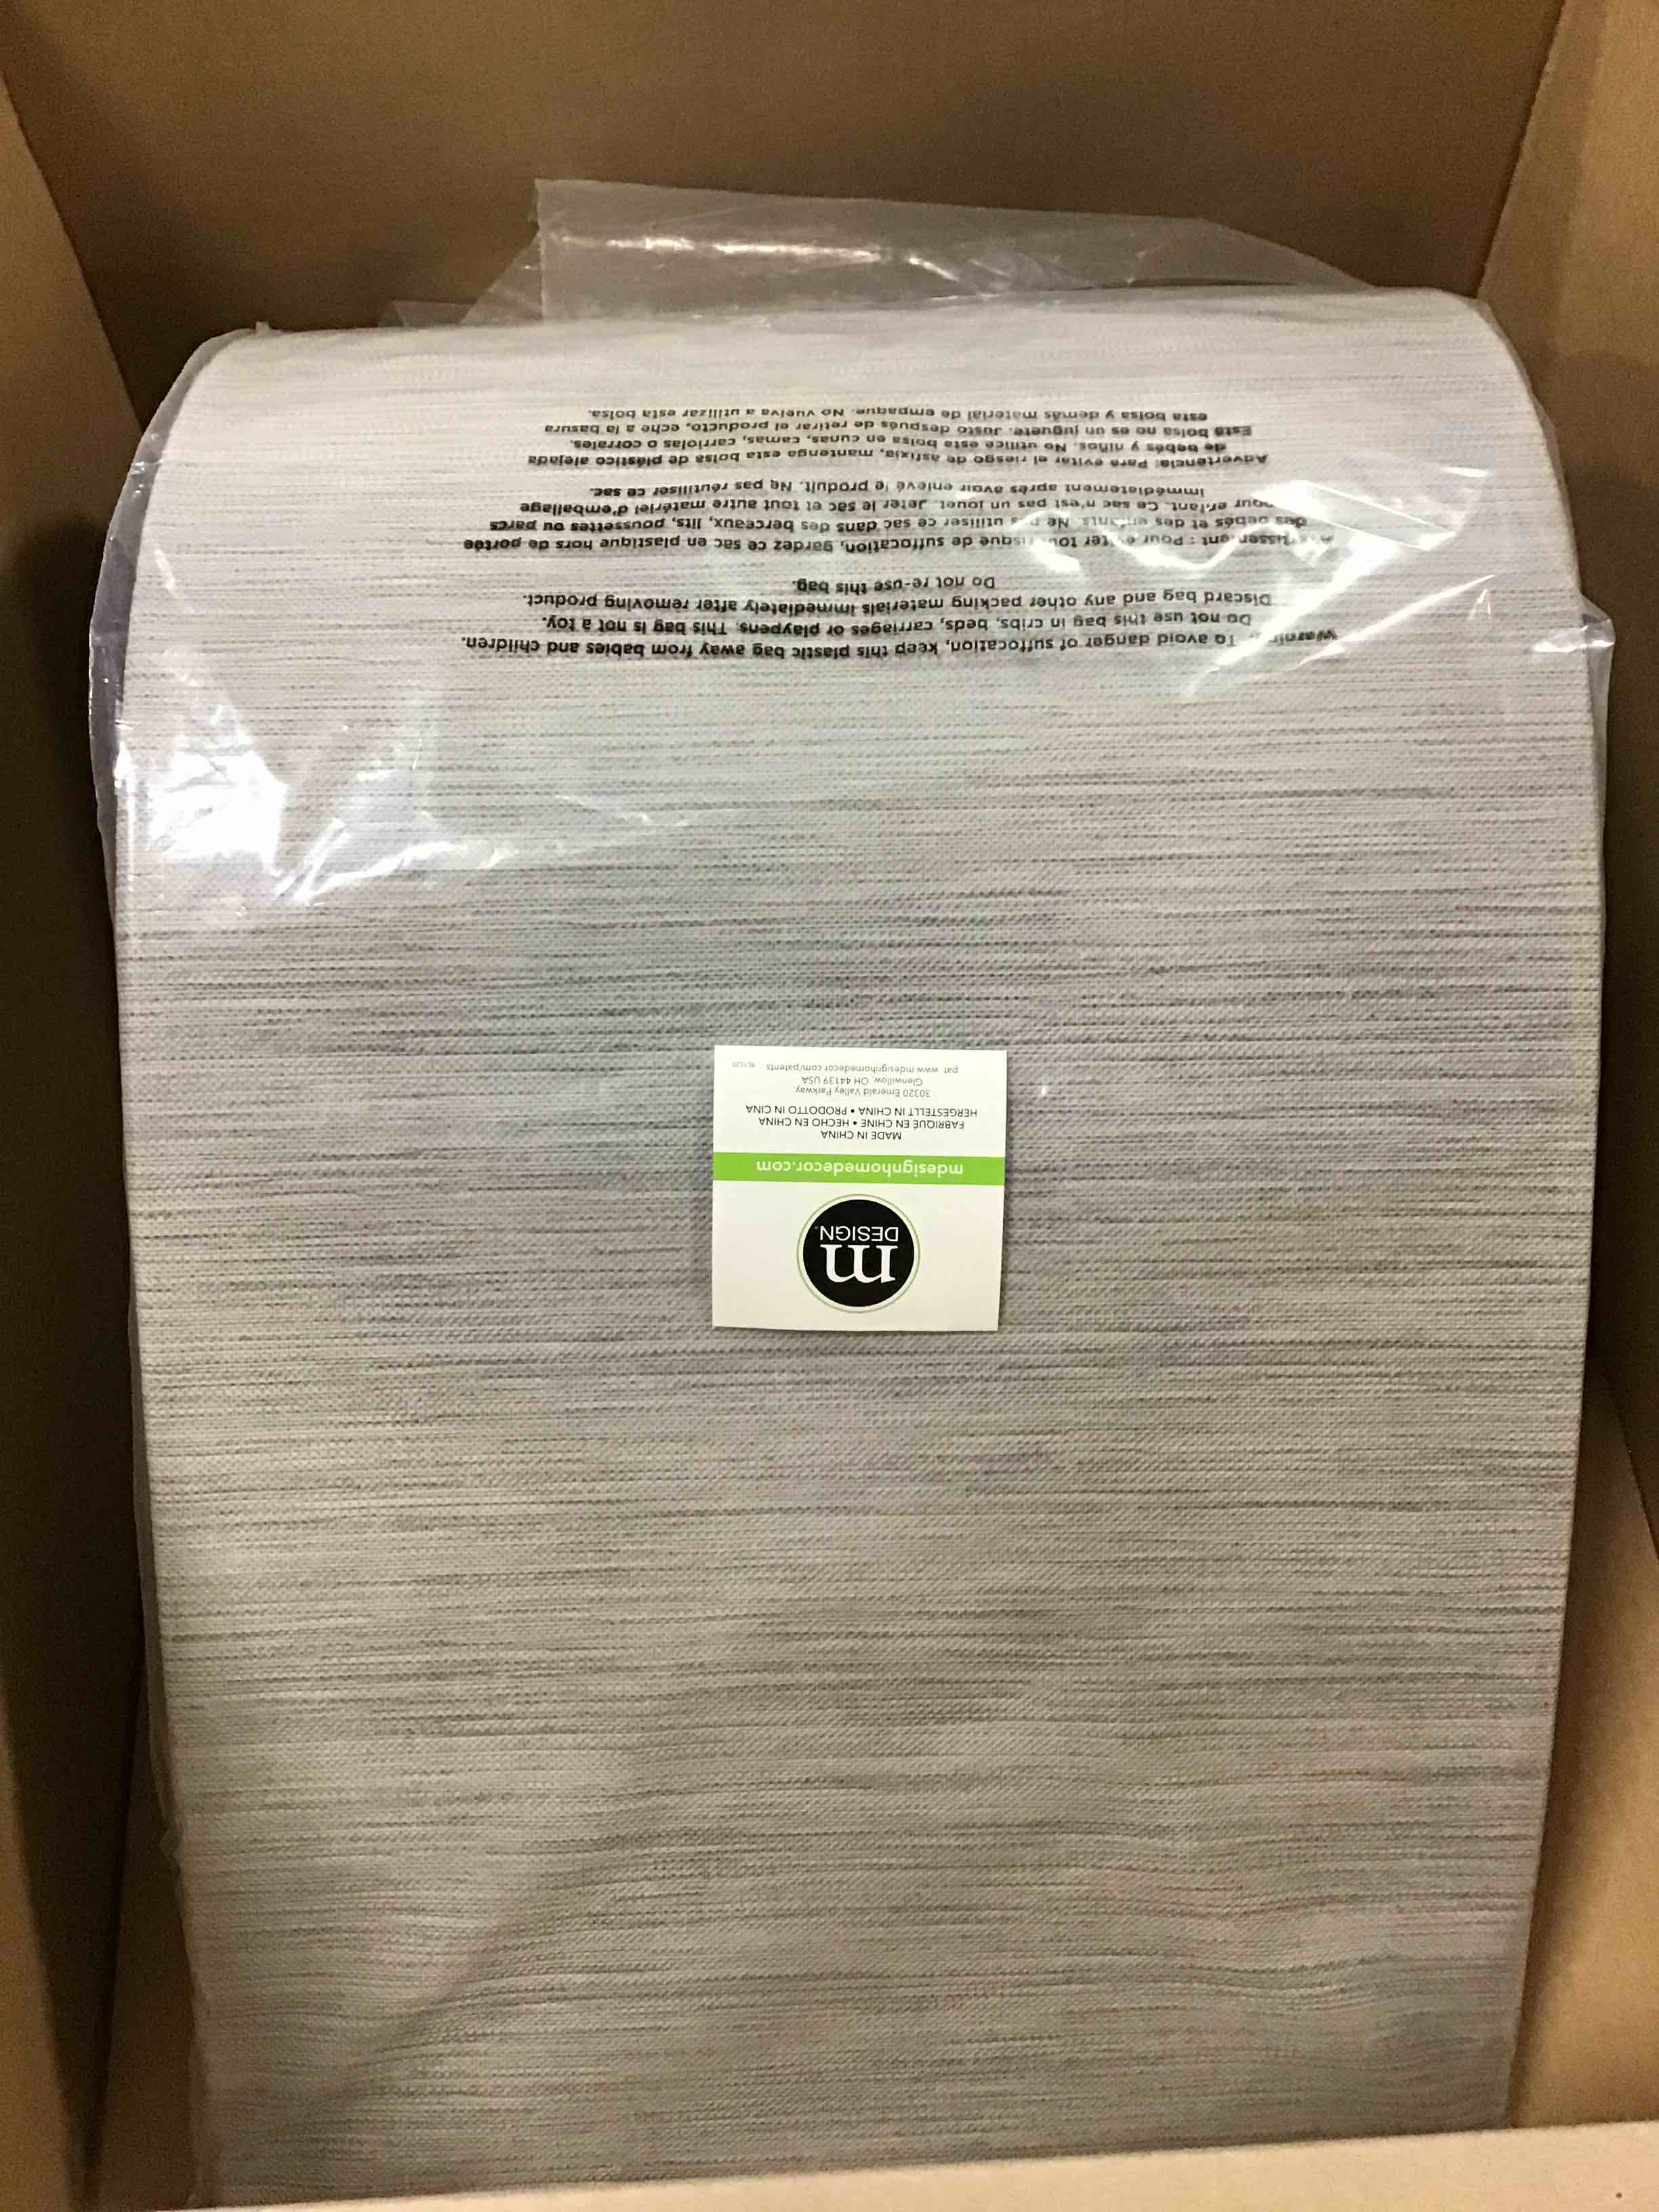 Warning: To avoid danger of suffocation, keep this plastic bag away from babies and children.
Do not use this bag in cribs, beds, carriages or playpens. This bag is not a toy.
Discard bag and any other packing materials immediately after removing product.
Do not re-use this bag.
Avertissement : Pour éviter tout risque de suffocation, gardez ce sac en plastique hors de portée
des bébés et des enfants. Ne pas utiliser ce sac dans des berceaux, lits, poussettes ou parcs
pour enfant. Ce sac n'est pas un jouet. Jeter le sac et tout autre matériel d'emballage
immédiatement après avoir enlevé le produit. Ne pas réutiliser ce sac.
Advertencia: Para evitar el riesgo de asfixia, mantenga esta bolsa de plástico alejada
de bebés y niños. No utilice esta bolsa en cunas, camas, carriolas o corrales.
Esta bolsa no es un juguete. Justo después de retirar el producto, eche a la basura
esta bolsa y demás material de empaque. No vuelva a utilizar esta bolsa.
m
DESIGN
mdesignhomedecor.com
MADE IN CHINA
FABRIQUÉ EN CHINE • HECHO EN CHINA
HERGESTELLT IN CHINA • PRODOTTO IN CINA
30320 Emerald Valley Parkway,
Glenwillow, OH 44139 USA
pat www.mdesignhomedecor.com/patents